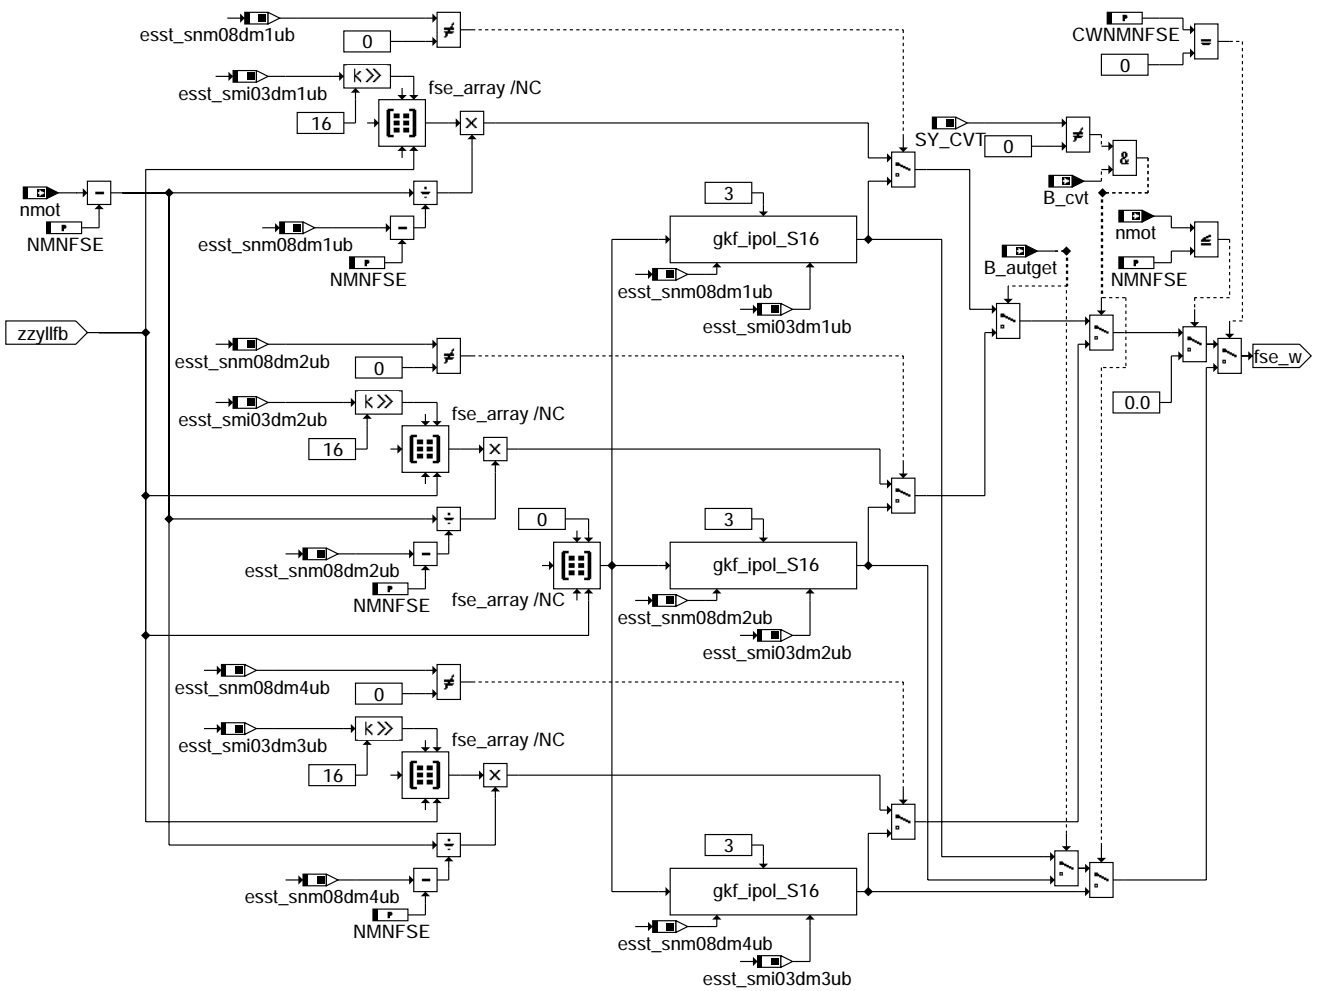 esst_snm08dm1ub
0
≠
CWNMNFSE
P
0
=
esst_smi03dm1ub
k>>
fse_array /NC
16
×
SY_CVT
0
≠
&
nmot
−
P
NMNFSE
÷
B_cvt
esst_snm08dm1ub
−
P
NMNFSE
3
gkf_ipol_S16
esst_snm08dm1ub
esst_smi03dm1ub
nmot
P
NMNFSE
≤
B_autget
zzyllfb
esst_snm08dm2ub
0
≠
fse_w
esst_smi03dm2ub
k>>
fse_array /NC
16
×
0.0
÷
esst_snm08dm2ub
−
P
NMNFSE
0
fse_array /NC
3
gkf_ipol_S16
esst_snm08dm2ub
esst_smi03dm2ub
esst_snm08dm4ub
0
≠
esst_smi03dm3ub
k>>
fse_array /NC
16
×
÷
esst_snm08dm4ub
−
P
NMNFSE
3
gkf_ipol_S16
esst_snm08dm4ub
esst_smi03dm3ub